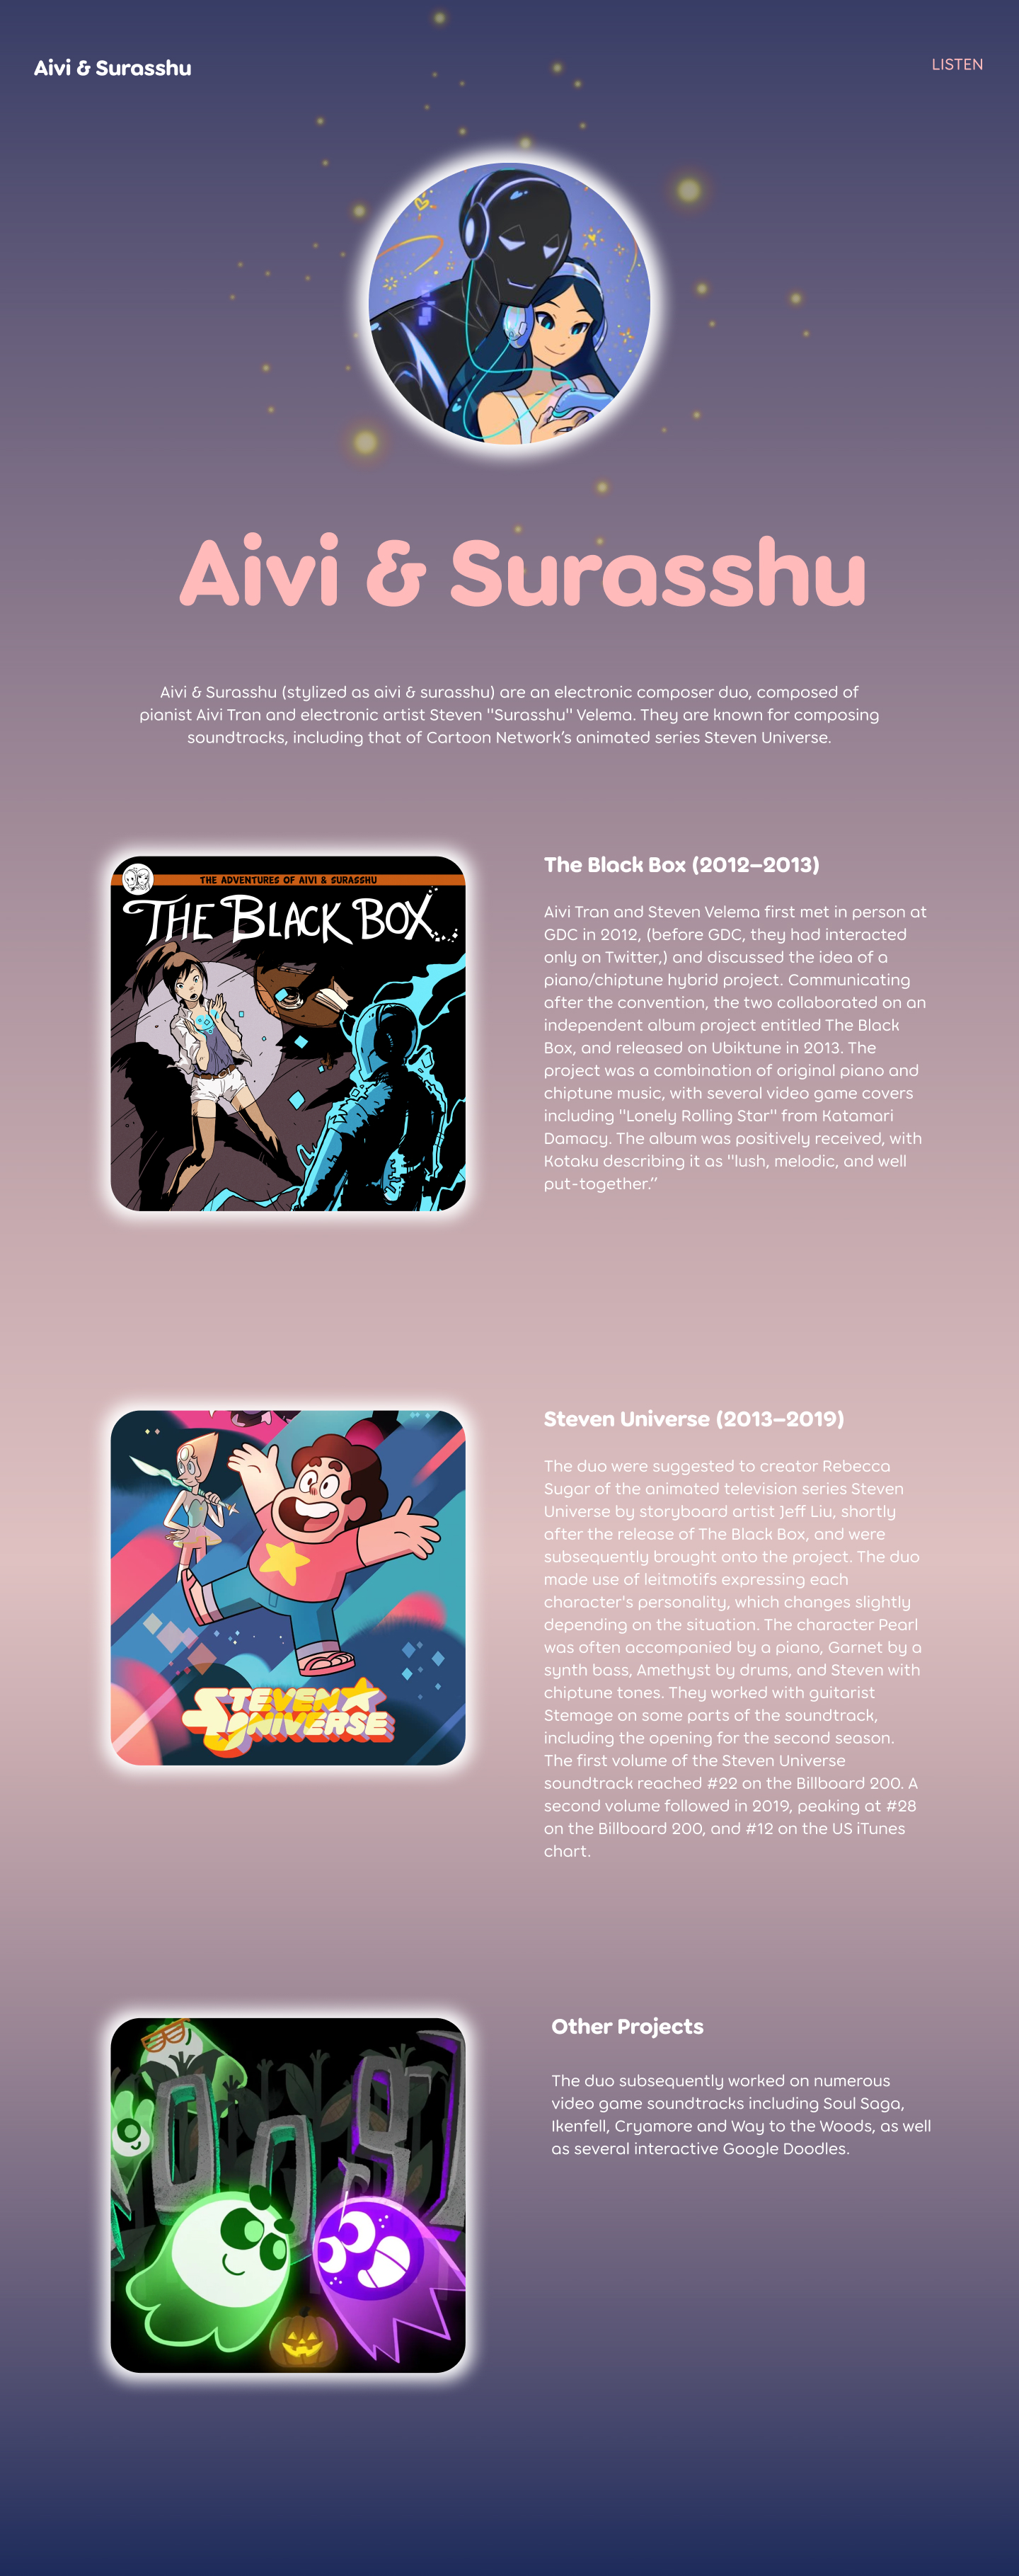 Aivi & Surasshu
LISTEN
Aivi & Surasshu
Aivi & Surasshu (stylized as aivi & surasshu) are an electronic composer duo, composed of
pianist Aivi Tran and electronic artist Steven "Surasshu" Velema. They are known for composing
soundtracks, including that of Cartoon Network’s animated series Steven Universe.
THE ADVENTURES OF AIVI & SURASSHU
THE BLACK BOX
The Black Box (2012–2013)
Aivi Tran and Steven Velema first met in person at
GDC in 2012, (before GDC, they had interacted
only on Twitter,) and discussed the idea of a
piano/chiptune hybrid project. Communicating
after the convention, the two collaborated on an
independent album project entitled The Black
Box, and released on Ubiktune in 2013. The
project was a combination of original piano and
chiptune music, with several video game covers
including "Lonely Rolling Star" from Katamari
Damacy. The album was positively received, with
Kotaku describing it as "lush, melodic, and well
put-together.”
STEVEN
UNIVERSE
Steven Universe (2013–2019)
The duo were suggested to creator Rebecca
Sugar of the animated television series Steven
Universe by storyboard artist Jeff Liu, shortly
after the release of The Black Box, and were
subsequently brought onto the project. The duo
made use of leitmotifs expressing each
character's personality, which changes slightly
depending on the situation. The character Pearl
was often accompanied by a piano, Garnet by a
synth bass, Amethyst by drums, and Steven with
chiptune tones. They worked with guitarist
Stemage on some parts of the soundtrack,
including the opening for the second season.
The first volume of the Steven Universe
soundtrack reached #22 on the Billboard 200. A
second volume followed in 2019, peaking at #28
on the Billboard 200, and #12 on the US iTunes
chart.
Other Projects
The duo subsequently worked on numerous
video game soundtracks including Soul Saga,
Ikenfell, Cryamore and Way to the Woods, as well
as several interactive Google Doodles.